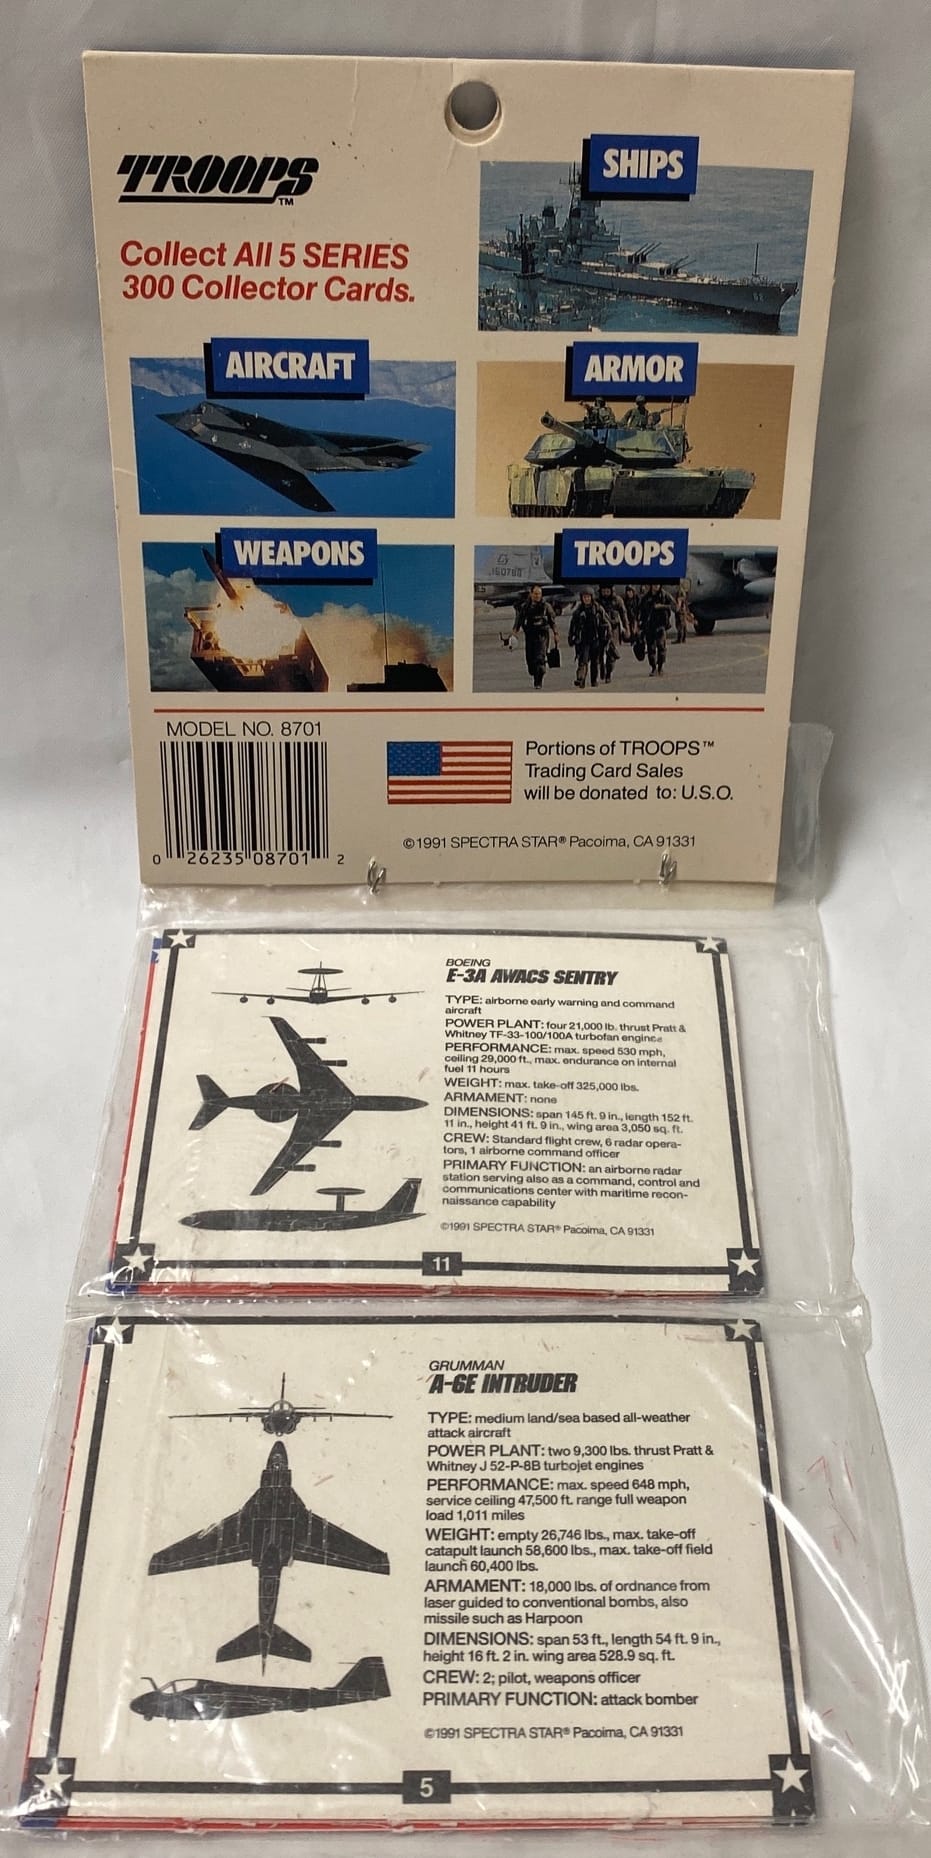 TROOPS™
Collect All 5 SERIES
300 Collector Cards.
SHIPS
62
AIRCRAFT
ARMOR
WEAPONS
TROOPS
MODEL NO. 8701
0 26235 08701 2
Portions of TROOPS™
Trading Card Sales
will be donated to: U.S.O.
©1991 SPECTRA STAR® Pacoima, CA 91331
BOEING
E-3A AWACS SENTRY
TYPE: airborne early warning and command
aircraft
POWER PLANT: four 21,000 lb. thrust Pratt &
Whitney TF-33-100/100A turbofan engines
PERFORMANCE: max. speed 530 mph,
ceiling 29,000 ft., max. endurance on internal
fuel 11 hours
WEIGHT: max. take-off 325,000 lbs.
ARMAMENT: none
DIMENSIONS: span 145 ft. 9 in., length 152 ft.
11 in., height 41 ft. 9 in., wing area 3,050 sq. ft.
CREW: Standard flight crew, 6 radar opera-
tors, 1 airborne command officer
PRIMARY FUNCTION: an airborne radar
station serving also as a command, control and
communications center with maritime recon-
naissance capability
©1991 SPECTRA STAR® Pacoima, CA 91331
11
GRUMMAN
A-6E INTRUDER
TYPE: medium land/sea based all-weather
attack aircraft
POWER PLANT: two 9,300 lbs. thrust Pratt &
Whitney J 52-P-8B turbojet engines
PERFORMANCE: max. speed 648 mph,
service ceiling 47,500 ft. range full weapon
load 1,011 miles
WEIGHT: empty 26,746 lbs., max. take-off
catapult launch 58,600 lbs., max. take-off field
launch 60,400 lbs.
ARMAMENT: 18,000 lbs. of ordnance from
laser guided to conventional bombs, also
missile such as Harpoon
DIMENSIONS: span 53 ft., length 54 ft. 9 in.,
height 16 ft. 2 in. wing area 528.9 sq. ft.
CREW: 2; pilot, weapons officer
PRIMARY FUNCTION: attack bomber
©1991 SPECTRA STAR® Pacoima, CA 91331
5